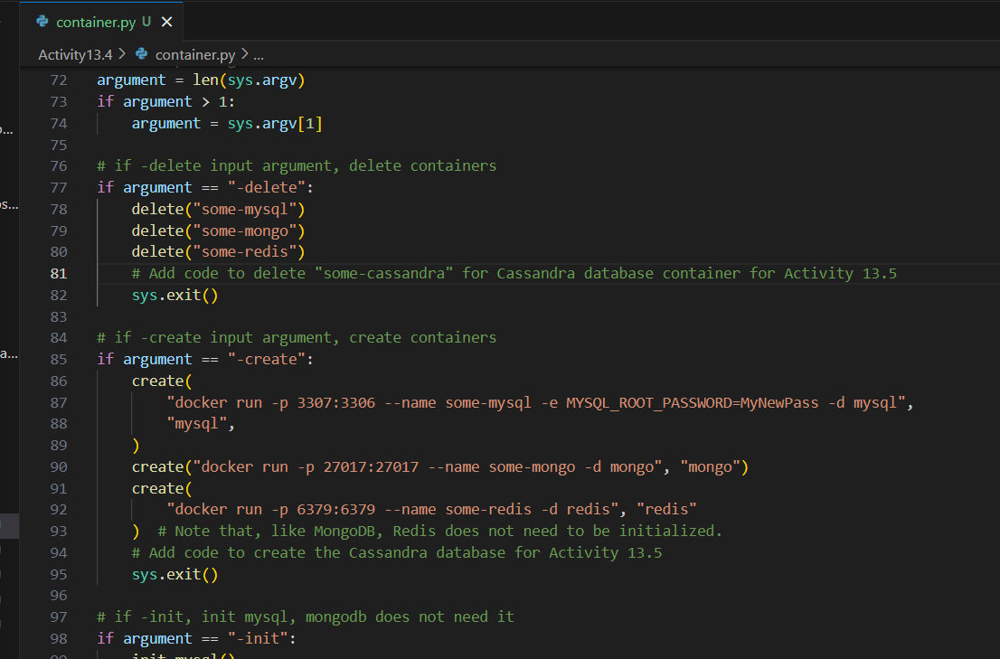 container.py U ×
Activity13.4 > container.py > ...
72 argument = len(sys.argv)
73 if argument > 1:
74     argument = sys.argv[1]
75
76 # if -delete input argument, delete containers
77 if argument == "-delete":
78     delete("some-mysql")
79     delete("some-mongo")
80     delete("some-redis")
81     # Add code to delete "some-cassandra" for Cassandra database container for Activity 13.5
82     sys.exit()
83
84 # if -create input argument, create containers
85 if argument == "-create":
86     create(
87         "docker run -p 3307:3306 --name some-mysql -e MYSQL_ROOT_PASSWORD=MyNewPass -d mysql",
88         "mysql",
89     )
90     create("docker run -p 27017:27017 --name some-mongo -d mongo", "mongo")
91     create(
92         "docker run -p 6379:6379 --name some-redis -d redis", "redis"
93     )  # Note that, like MongoDB, Redis does not need to be initialized.
94     # Add code to create the Cassandra database for Activity 13.5
95     sys.exit()
96
97 # if -init, init mysql, mongodb does not need it
98 if argument == "-init":
99     init_mysql()